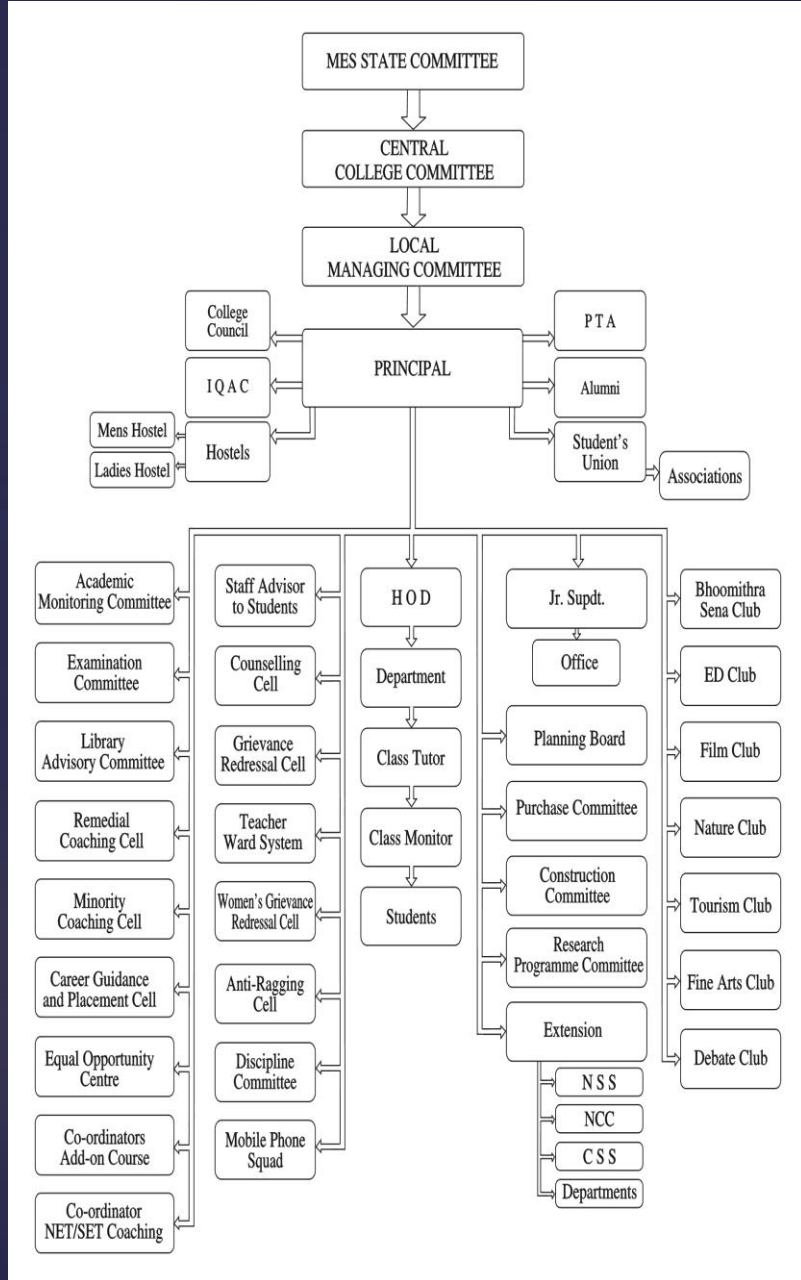 MES STATE COMMITTEE
CENTRAL
COLLEGE COMMITTEE
LOCAL
MANAGING COMMITTEE
College
Council
P T A
PRINCIPAL
I Q A C
Alumni
Mens Hostel
Ladies Hostel
Hostels
Student's
Union
Associations
Academic
Monitoring Committee
Examination
Committee
Library
Advisory Committee
Remedial
Coaching Cell
Minority
Coaching Cell
Career Guidance
and Placement Cell
Equal Opportunity
Centre
Co-ordinators
Add-on Course
Co-ordinator
NET/SET Coaching
Staff Advisor
to Students
Counselling
Cell
Grievance
Redressal Cell
Teacher
Ward System
Women's Grievance
Redressal Cell
Anti-Ragging
Cell
Discipline
Committee
Mobile Phone
Squad
H O D
Department
Class Tutor
Class Monitor
Students
Jr. Supdt.
Office
Planning Board
Purchase Committee
Construction
Committee
Research
Programme Committee
Extension
N S S
NCC
C S S
Departments
Bhoomithra
Sena Club
ED Club
Film Club
Nature Club
Tourism Club
Fine Arts Club
Debate Club